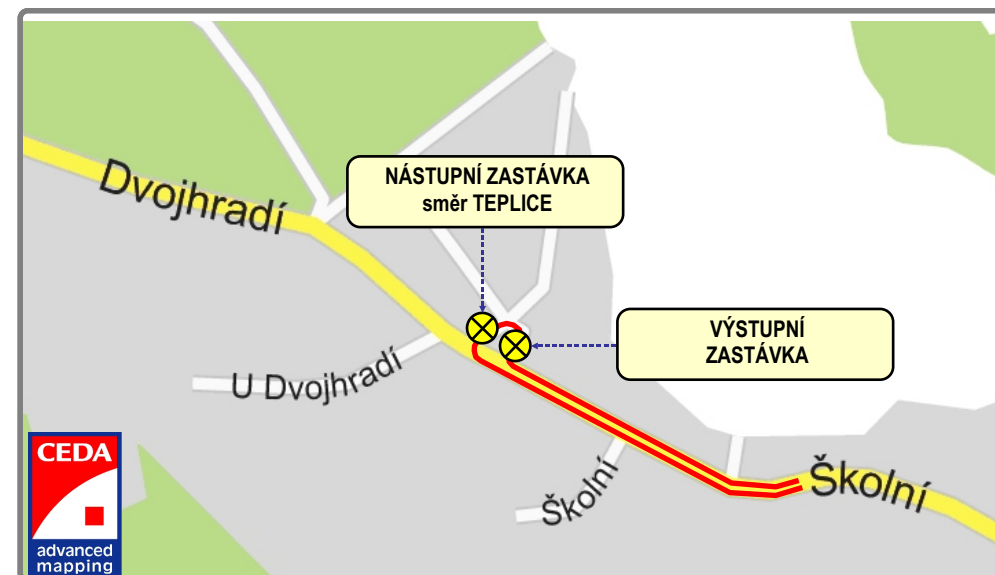 NÁSTUPNÍ ZASTÁVKA
směr TEPLICE
Dvojhradí
VÝSTUPNÍ
ZASTÁVKA
U Dvojhradí
Školní
Školní
CEDA
advanced
mapping